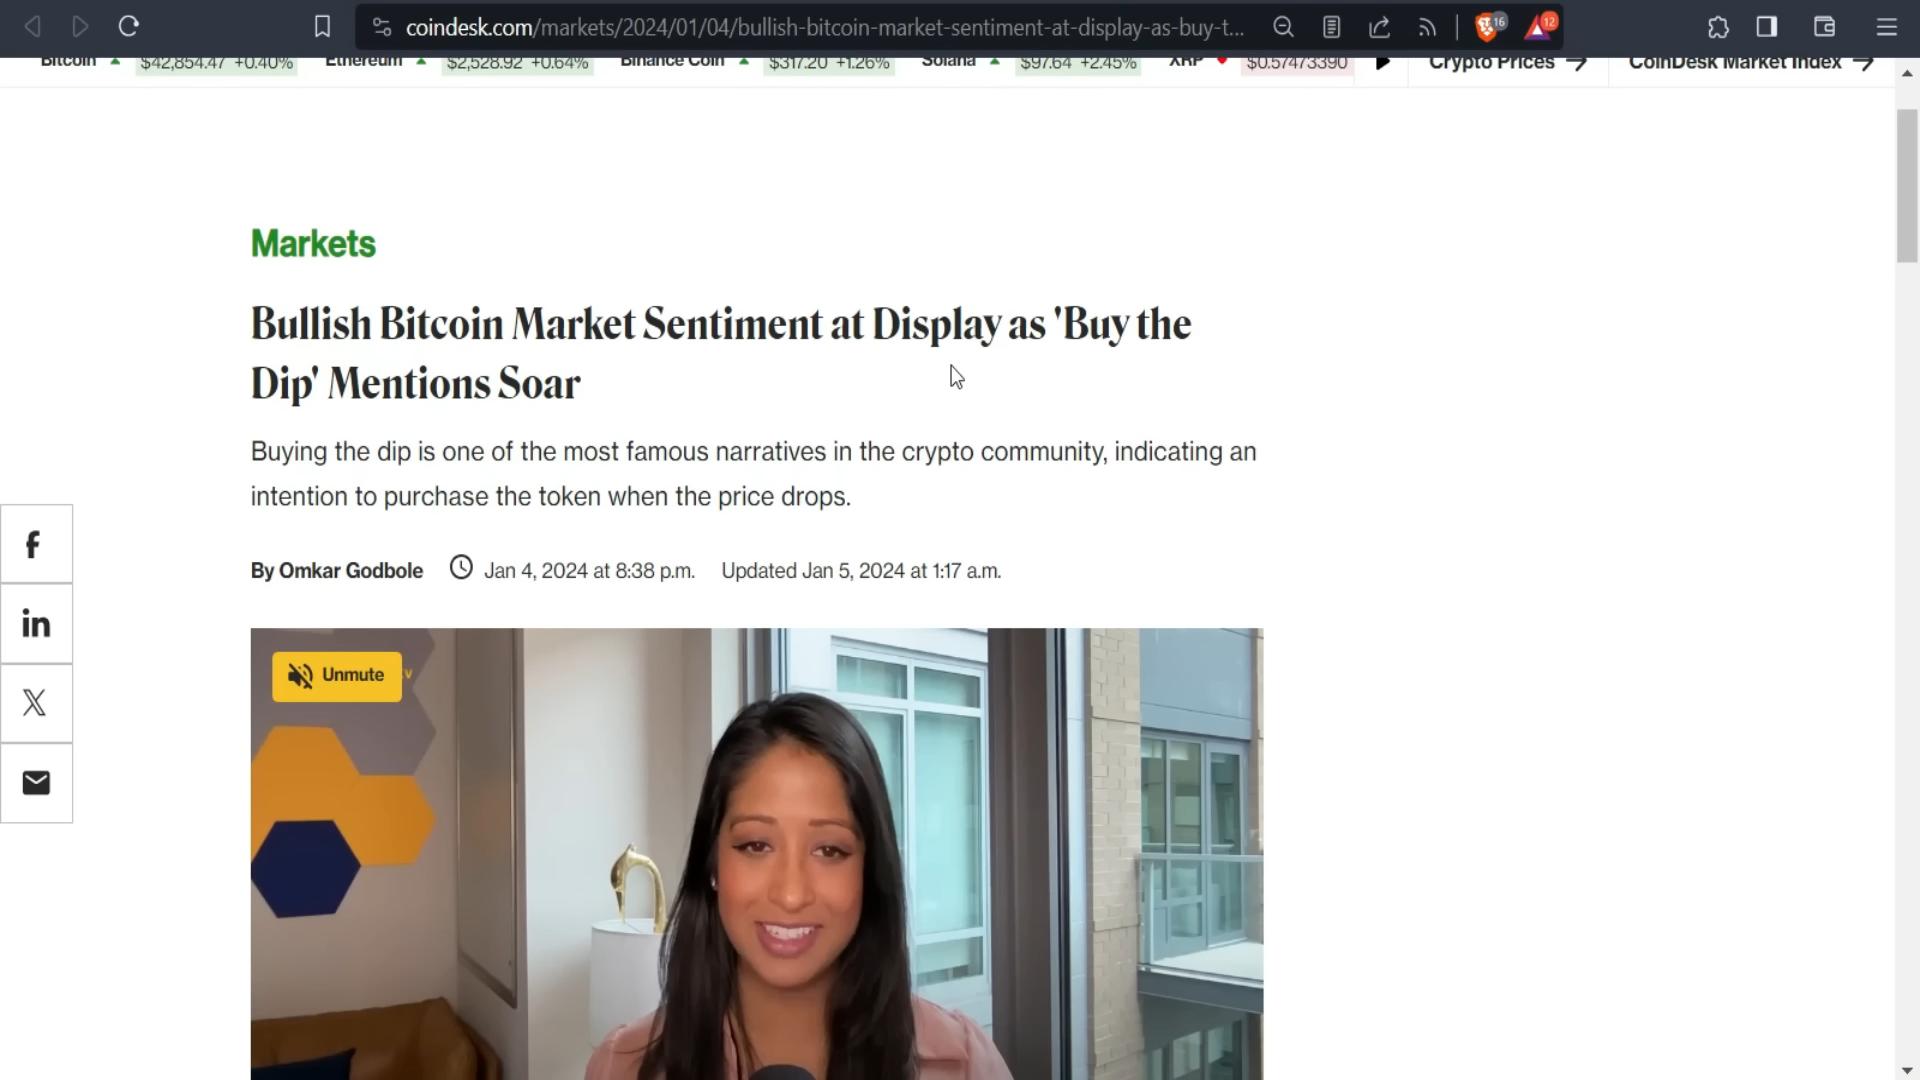 coindesk.com/markets/2024/01/04/bullish-bitcoin-market-sentiment-at-display-as-buy-t...
16
12
Bitcoin $42,854.47 +0.40% Ethereum $2,528.92 +0.64% Binance Coin $317.20 +1.26% Solana $97.64 +2.45% XRP $0.57473390 Crypto Prices → CoinDesk Market Index →
Markets
Bullish Bitcoin Market Sentiment at Display as 'Buy the
Dip' Mentions Soar
Buying the dip is one of the most famous narratives in the crypto community, indicating an
intention to purchase the token when the price drops.
By Omkar Godbole Jan 4, 2024 at 8:38 p.m. Updated Jan 5, 2024 at 1:17 a.m.
Unmute